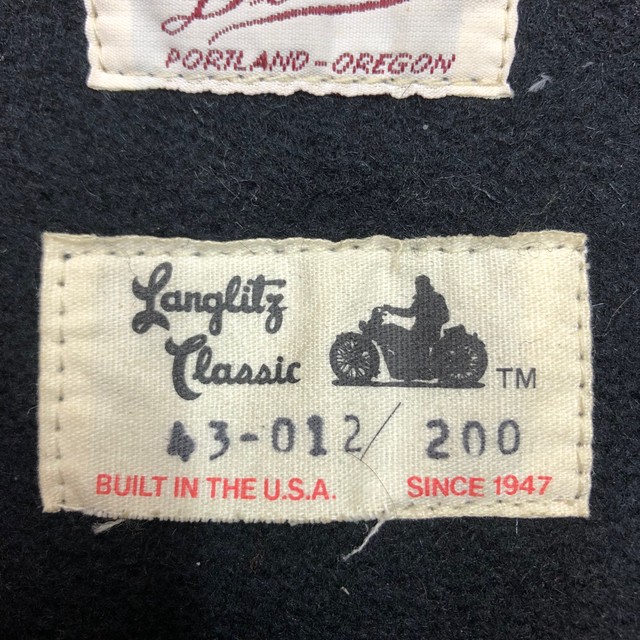 PORTLAND-OREGON
Langlitz
Classic
TM
43-012/200
BUILT IN THE U.S.A. SINCE 1947